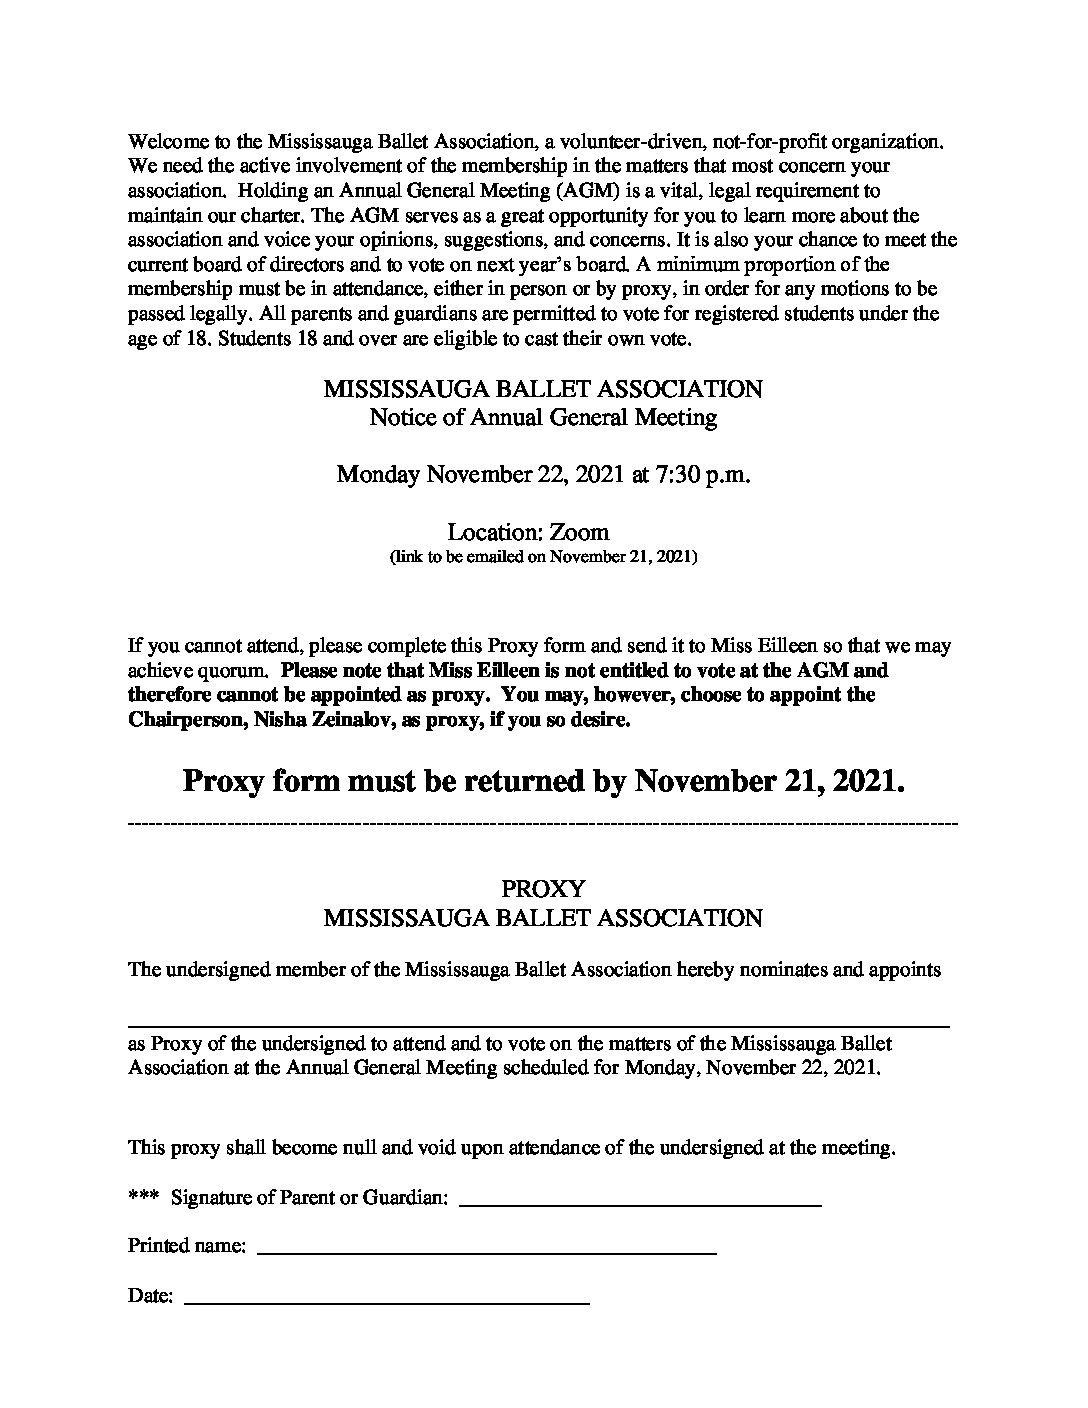 Welcome to the Mississauga Ballet Association, a volunteer-driven, not-for-profit organization.
We need the active involvement of the membership in the matters that most concern your
association.  Holding an Annual General Meeting (AGM) is a vital, legal requirement to
maintain our charter. The AGM serves as a great opportunity for you to learn more about the
association and voice your opinions, suggestions, and concerns. It is also your chance to meet the
current board of directors and to vote on next year's board. A minimum proportion of the
membership must be in attendance, either in person or by proxy, in order for any motions to be
passed legally. All parents and guardians are permitted to vote for registered students under the
age of 18. Students 18 and over are eligible to cast their own vote.
MISSISSAUGA BALLET ASSOCIATION
Notice of Annual General Meeting
Monday November 22, 2021 at 7:30 p.m.
Location: Zoom
(link to be emailed on November 21, 2021)
If you cannot attend, please complete this Proxy form and send it to Miss Eilleen so that we may
achieve quorum.  Please note that Miss Eilleen is not entitled to vote at the AGM and
therefore cannot be appointed as proxy.  You may, however, choose to appoint the
Chairperson, Nisha Zeinalov, as proxy, if you so desire.
Proxy form must be returned by November 21, 2021.
PROXY
MISSISSAUGA BALLET ASSOCIATION
The undersigned member of the Mississauga Ballet Association hereby nominates and appoints
as Proxy of the undersigned to attend and to vote on the matters of the Mississauga Ballet
Association at the Annual General Meeting scheduled for Monday, November 22, 2021.
This proxy shall become null and void upon attendance of the undersigned at the meeting.
***  Signature of Parent or Guardian:
Printed name:
Date: